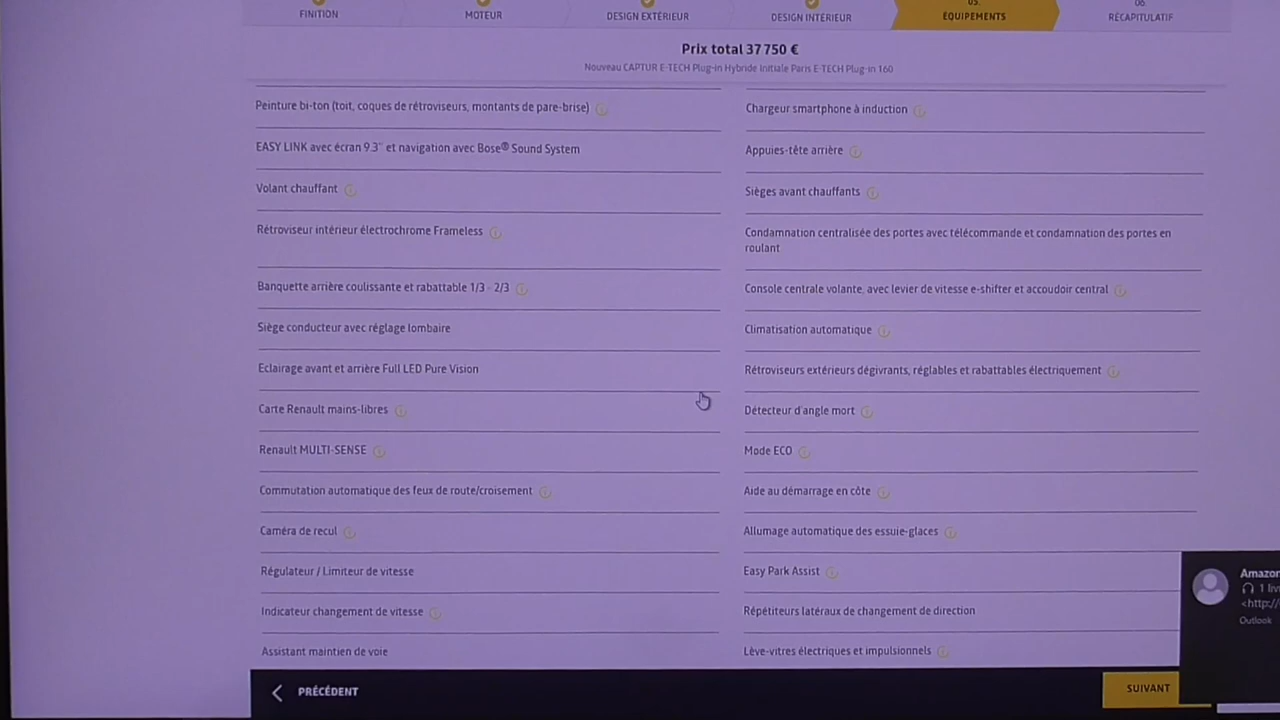 FINITION
MOTEUR
DESIGN EXTÉRIEUR
DESIGN INTÉRIEUR
05.
ÉQUIPEMENTS
06.
RÉCAPITULATIF
Prix total 37 750 €
Nouveau CAPTUR E-TECH Plug-in Hybride Initiale Paris E-TECH Plug-in 160
Peinture bi-ton (toit, coques de rétroviseurs, montants de pare-brise)
Chargeur smartphone à induction
EASY LINK avec écran 9.3" et navigation avec Bose® Sound System
Appuies-tête arrière
Volant chauffant
Sièges avant chauffants
Rétroviseur intérieur électrochrome Frameless
Condamnation centralisée des portes avec télécommande et condamnation des portes en
roulant
Banquette arrière coulissante et rabattable 1/3 - 2/3
Console centrale volante, avec levier de vitesse e-shifter et accoudoir central
Siège conducteur avec réglage lombaire
Climatisation automatique
Eclairage avant et arrière Full LED Pure Vision
Rétroviseurs extérieurs dégivrants, réglables et rabattables électriquement
Carte Renault mains-libres
Détecteur d'angle mort
Renault MULTI-SENSE
Mode ECO
Commutation automatique des feux de route/croisement
Aide au démarrage en côte
Caméra de recul
Allumage automatique des essuie-glaces
Régulateur / Limiteur de vitesse
Easy Park Assist
Indicateur changement de vitesse
Répétiteurs latéraux de changement de direction
Assistant maintien de voie
Lève-vitres électriques et impulsionnels
Amazon
1 liv
<http://
Outlook
PRÉCÉDENT
SUIVANT